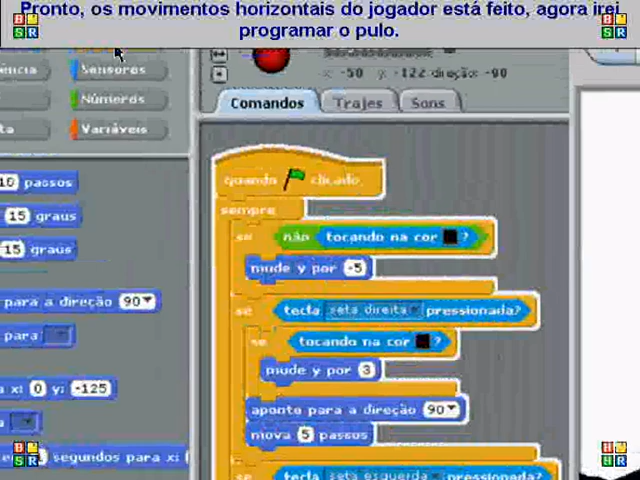 Pronto, os movimentos horizontais do jogador está feito, agora irei
programar o pulo.
x: -50 y: -122 direção: -90
ência Sensores
Números
ta Variáveis
Comandos Trajes Sons
10 passos
15 graus
15 graus
para a direção 90
para
x: 0 y: -125
segundos para x:
quando clicado
sempre
se não tocando na cor ?
mude y por -5
se tecla seta direita pressionada?
se tocando na cor ?
mude y por 3
aponte para a direção 90
mova 5 passos
se tecla seta esquerda pressionada?